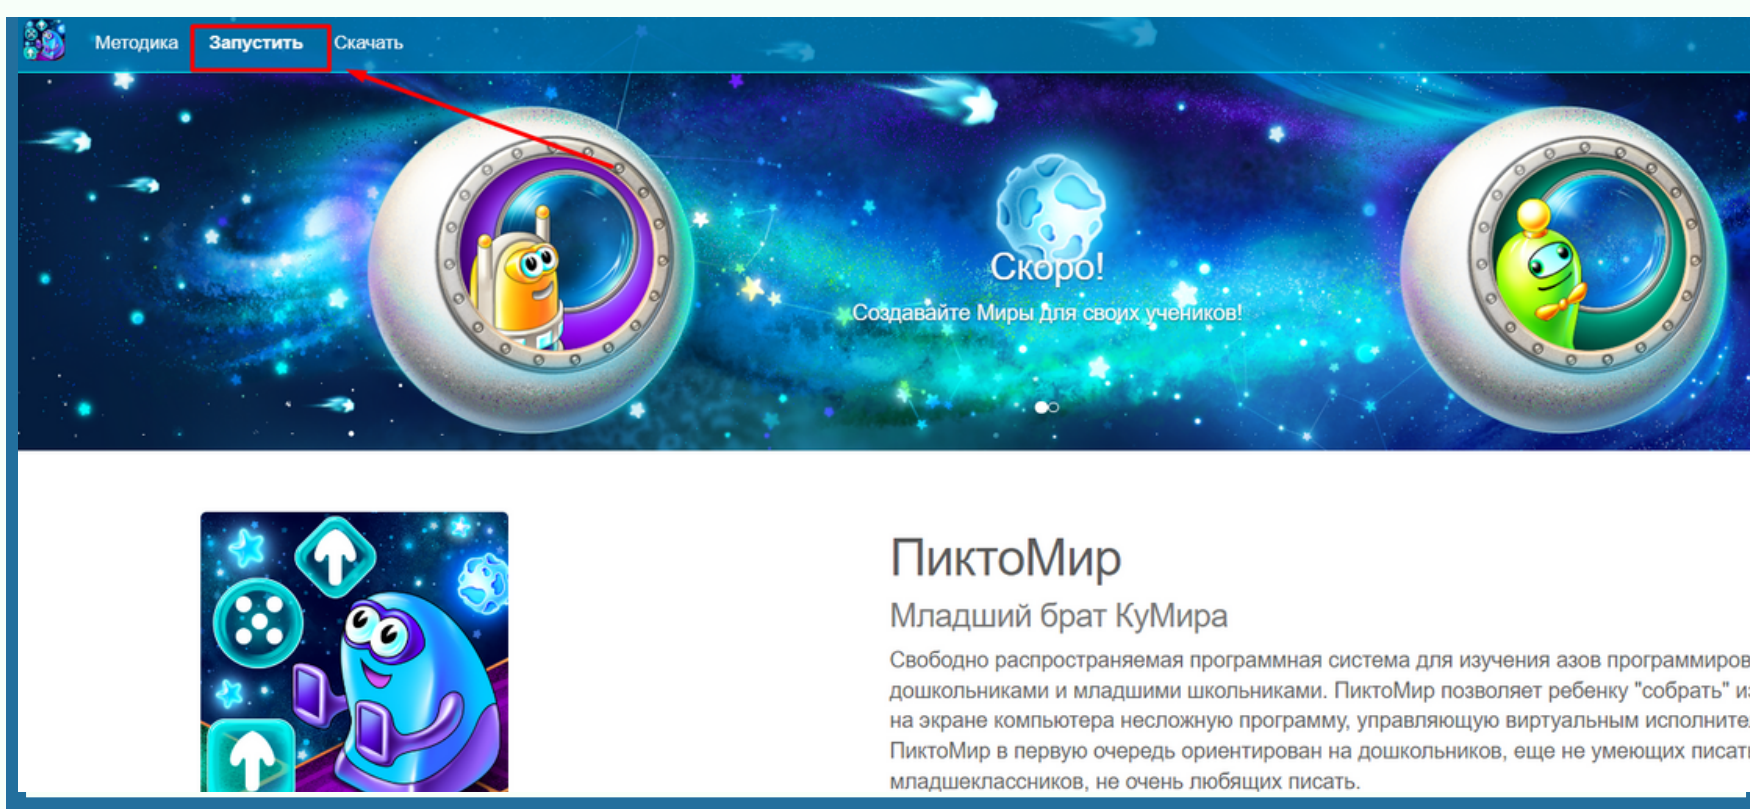 Методика Запустить Скачать
Скоро!
Создавайте Миры для своих учеников!
ПиктоМир
Младший брат КуМира
Свободно распространяемая программная система для изучения азов программиров
дошкольниками и младшими школьниками. ПиктоМир позволяет ребенку "собрать" из
на экране компьютера несложную программу, управляющую виртуальным исполните
ПиктоМир в первую очередь ориентирован на дошкольников, еще не умеющих писат
младшеклассников, не очень любящих писать.